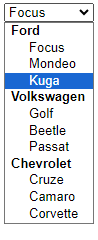 Focus
Ford
Focus
Mondeo
Kuga
Volkswagen
Golf
Beetle
Passat
Chevrolet
Cruze
Camaro
Corvette